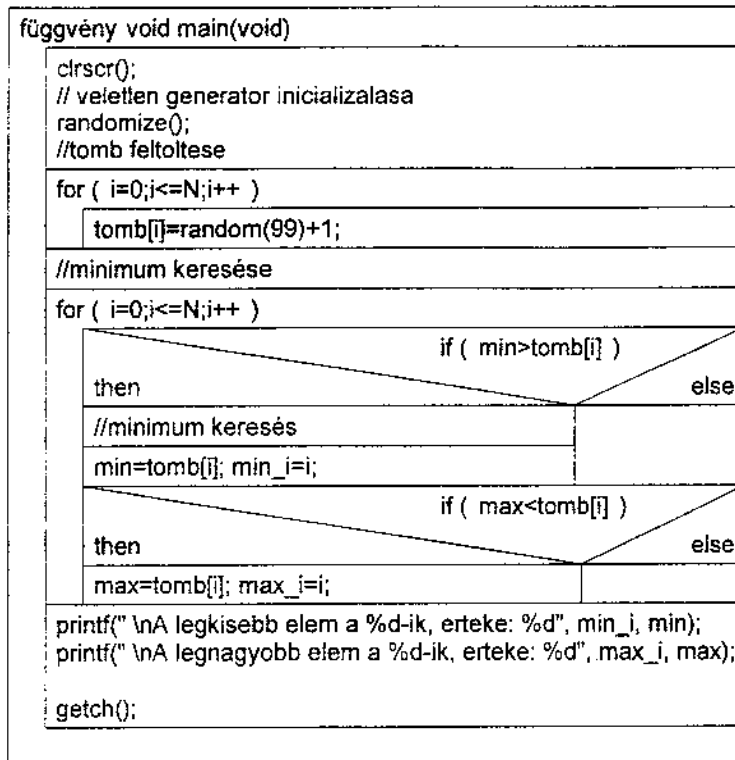 függvény void main(void)
clrscr();
// veletlen generator inicializalasa
randomize();
//tomb feltoltese
for ( i=0;i<=N;i++ )
tomb[i]=random(99)+1;
//minimum keresése
for ( i=0;i<=N;i++ )
if ( min>tomb[i] )
then else
//minimum keresés
min=tomb[i]; min_i=i;
if ( max<tomb[i] )
then else
max=tomb[i]; max_i=i;
printf(" \nA legkisebb elem a %d-ik, erteke: %d", min_i, min);
printf(" \nA legnagyobb elem a %d-ik, erteke: %d", max_i, max);
getch();